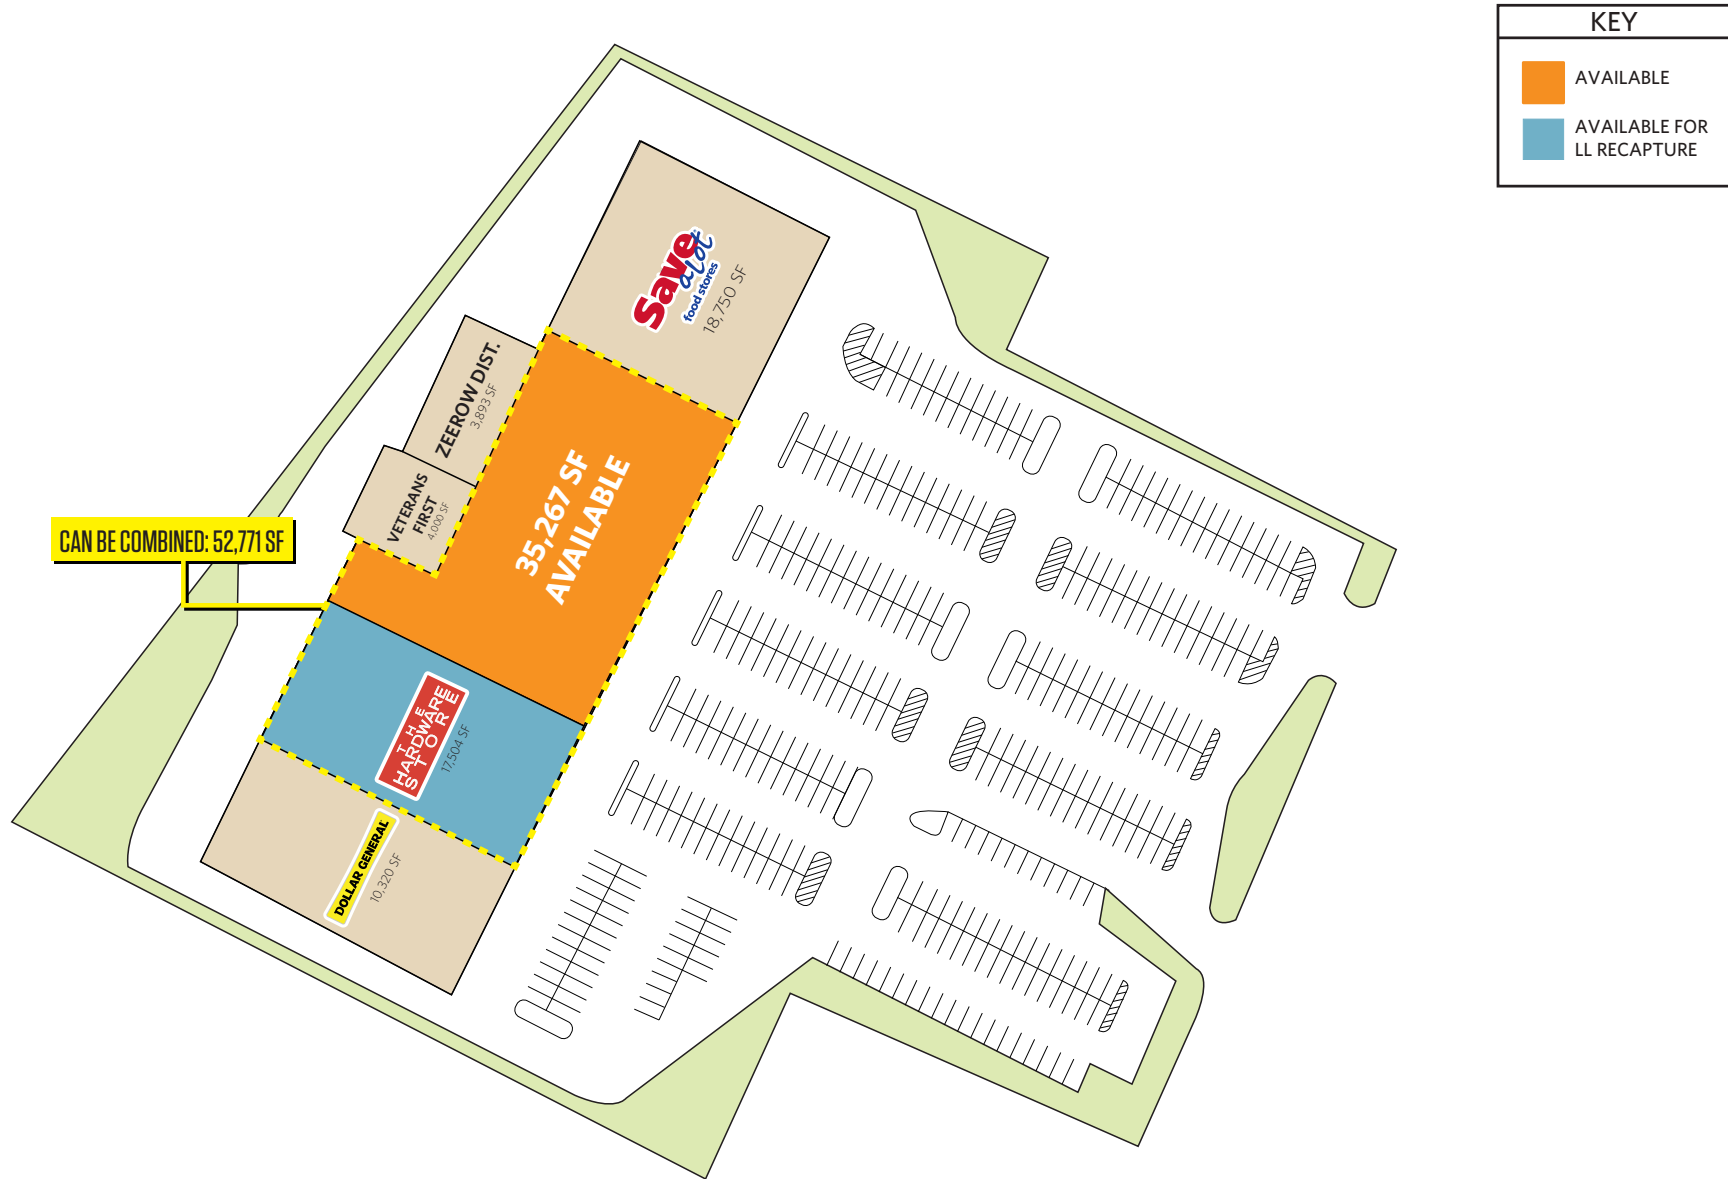 KEY
AVAILABLE
AVAILABLE FOR
LL RECAPTURE
Save
a lot
food stores
18,750 SF
ZEEROW DIST.
3,893 SF
VETERANS
FIRST
4,000 SF
35,267 SF
AVAILABLE
CAN BE COMBINED: 52,771 SF
THE
HARDWARE
STORE
17,504 SF
DOLLAR GENERAL
10,320 SF